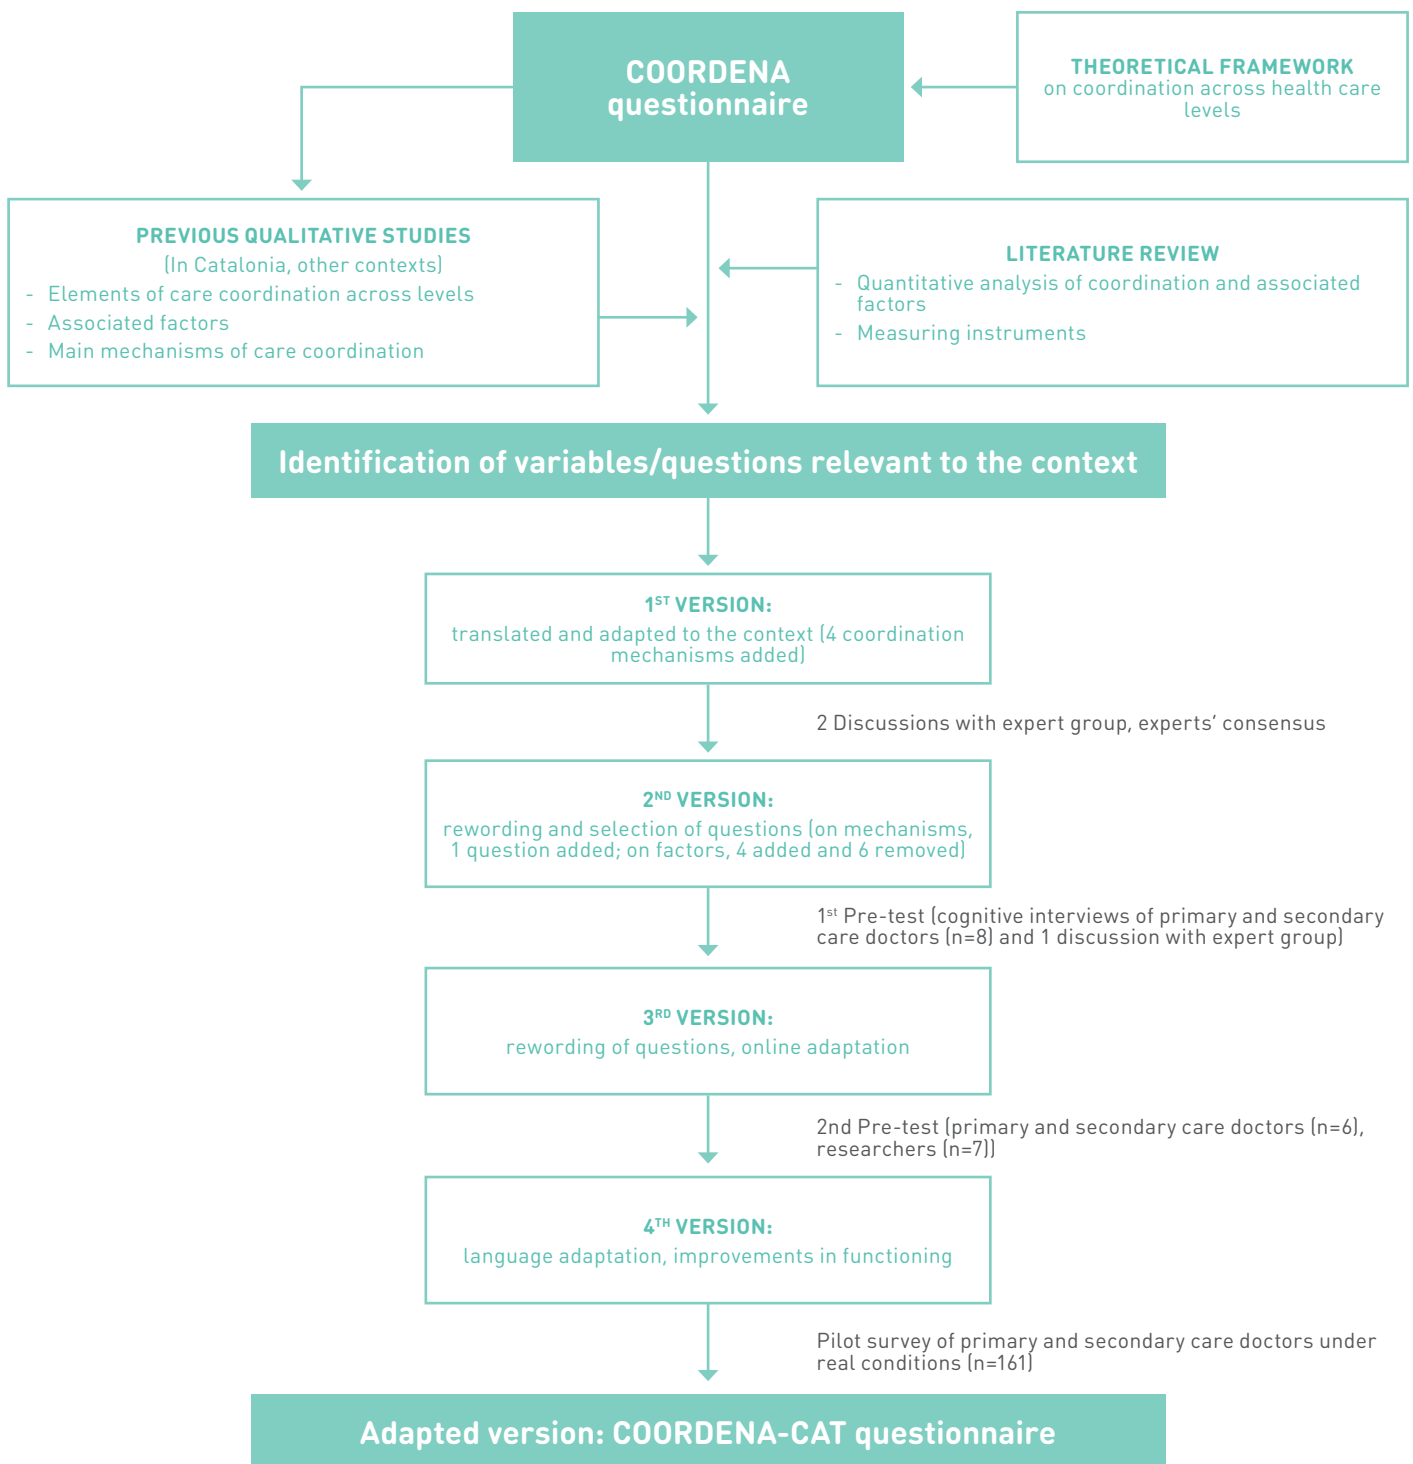 COORDENA
questionnaire
THEORETICAL FRAMEWORK
on coordination across health care
levels
PREVIOUS QUALITATIVE STUDIES
(In Catalonia, other contexts)
- Elements of care coordination across levels
- Associated factors
- Main mechanisms of care coordination
LITERATURE REVIEW
- Quantitative analysis of coordination and associated
factors
- Measuring instruments
Identification of variables/questions relevant to the context
1ST VERSION:
translated and adapted to the context (4 coordination
mechanisms added)
2 Discussions with expert group, experts’ consensus
2ND VERSION:
rewording and selection of questions (on mechanisms,
1 question added; on factors, 4 added and 6 removed)
1st Pre-test (cognitive interviews of primary and secondary
care doctors (n=8) and 1 discussion with expert group)
3RD VERSION:
rewording of questions, online adaptation
2nd Pre-test (primary and secondary care doctors (n=6),
researchers (n=7))
4TH VERSION:
language adaptation, improvements in functioning
Pilot survey of primary and secondary care doctors under
real conditions (n=161)
Adapted version: COORDENA-CAT questionnaire